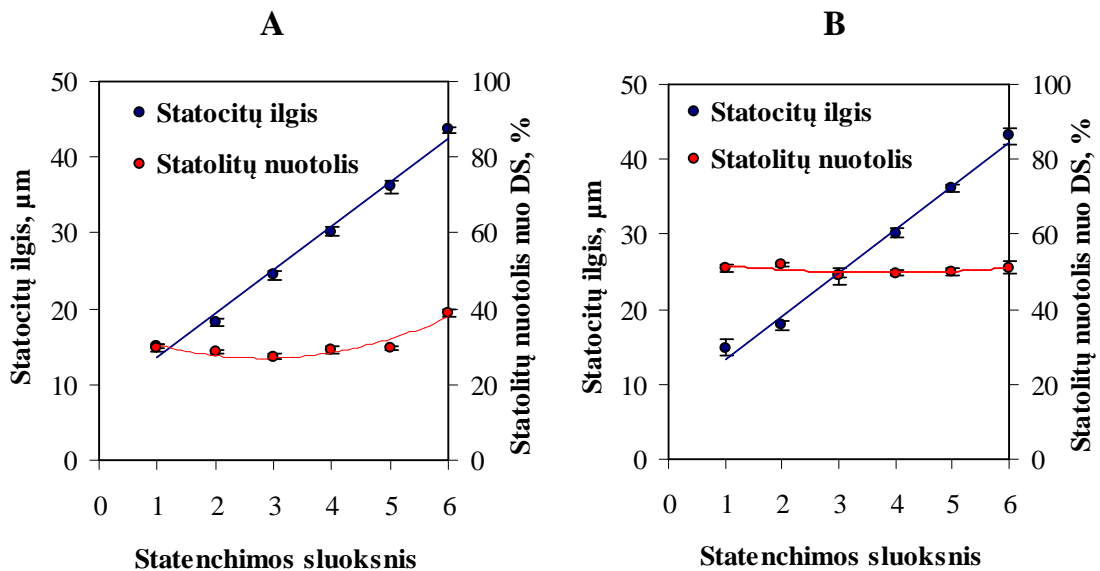 A
Statocitų ilgis, µm
50
40
30
20
10
0
Statocitų ilgis
Statolitų nuotolis
100
80
60
40
20
0
Statolitų nuotolis nuo DS, %
0 1 2 3 4 5 6
Statenchimos sluoksnis
B
Statocitų ilgis, µm
50
40
30
20
10
0
Statocitų ilgis
Statolitų nuotolis
100
80
60
40
20
0
Statolitų nuotolis nuo DS, %
0 1 2 3 4 5 6
Statenchimos sluoksnis